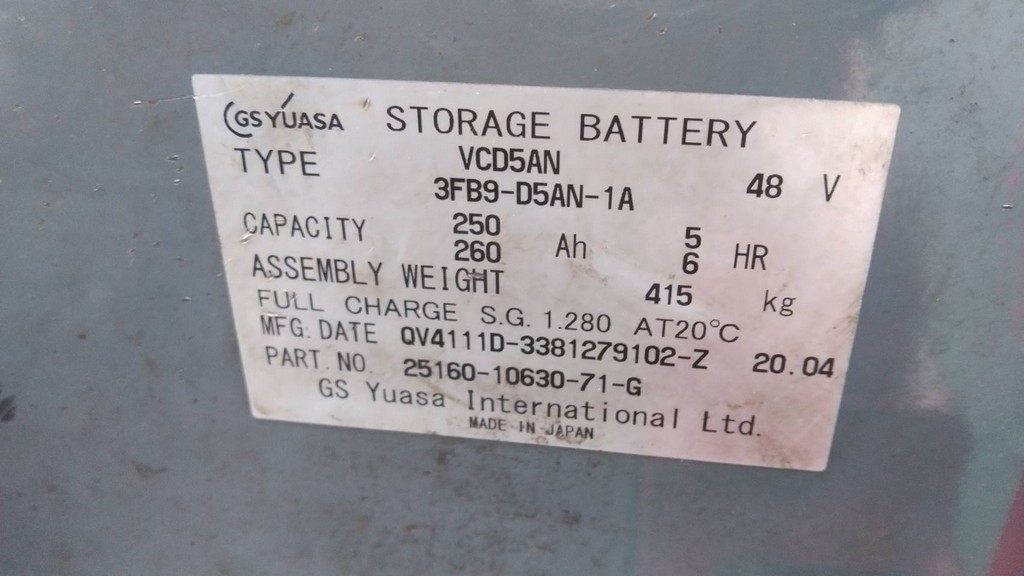 GS YUASA STORAGE BATTERY
TYPE VCD5AN
3FB9-D5AN-1A 48 V
CAPACITY 250 Ah 5 HR
260 6
ASSEMBLY WEIGHT 415 kg
FULL CHARGE S.G. 1.280 AT20°C
MFG. DATE QV4111D-3381279102-Z 20.04
PART. NO. 25160-10630-71-G
GS Yuasa International Ltd.
MADE IN JAPAN